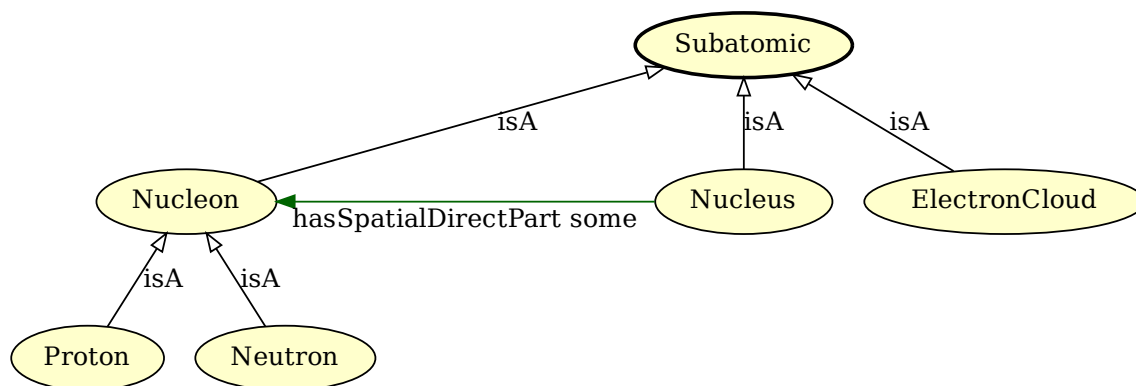 Subatomic
isA
isA
isA
Nucleon
Nucleus
ElectronCloud
hasSpatialDirectPart some
isA
isA
Proton
Neutron